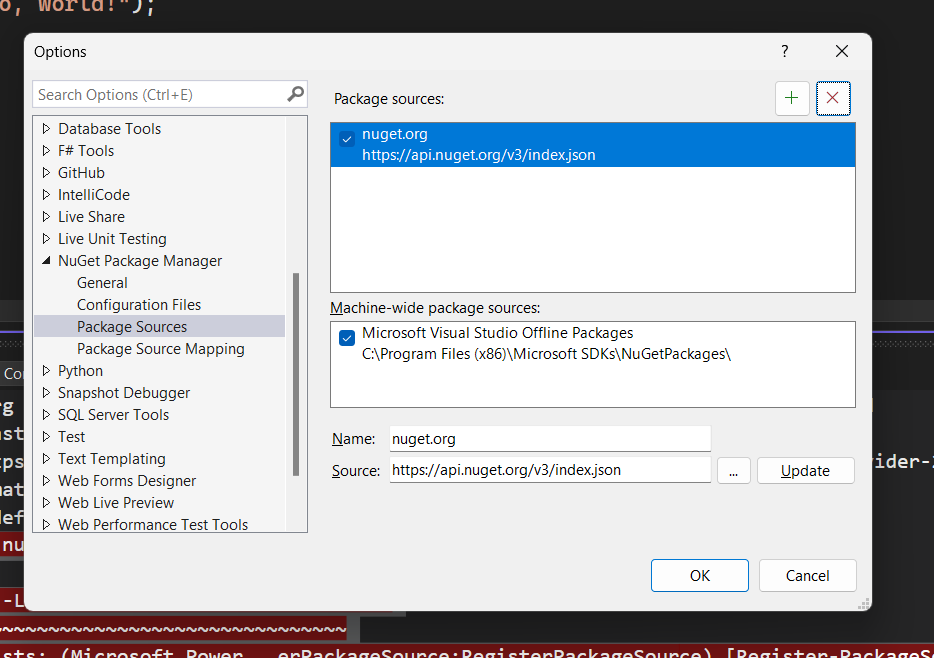 o, World!");
Options
?
Search Options (Ctrl+E)
Package sources:
Database Tools
F# Tools
GitHub
IntelliCode
Live Share
Live Unit Testing
NuGet Package Manager
General
Configuration Files
Package Sources
Package Source Mapping
Python
Snapshot Debugger
SQL Server Tools
Test
Text Templating
Web Forms Designer
Web Live Preview
Web Performance Test Tools
nuget.org
https://api.nuget.org/v3/index.json
Machine-wide package sources:
Microsoft Visual Studio Offline Packages
C:\Program Files (x86)\Microsoft SDKs\NuGetPackages\
Name: nuget.org
Source: https://api.nuget.org/v3/index.json ... Update
OK Cancel
Co
rg
ast
tps
ider-2
mat
def
nu
-L
~~~~~~~~~~~~~~~~~~~~~~~~~~~~~
sts: (Microsoft.Power...erPackageSource:RegisterPackageSource) [Register-PackageSo